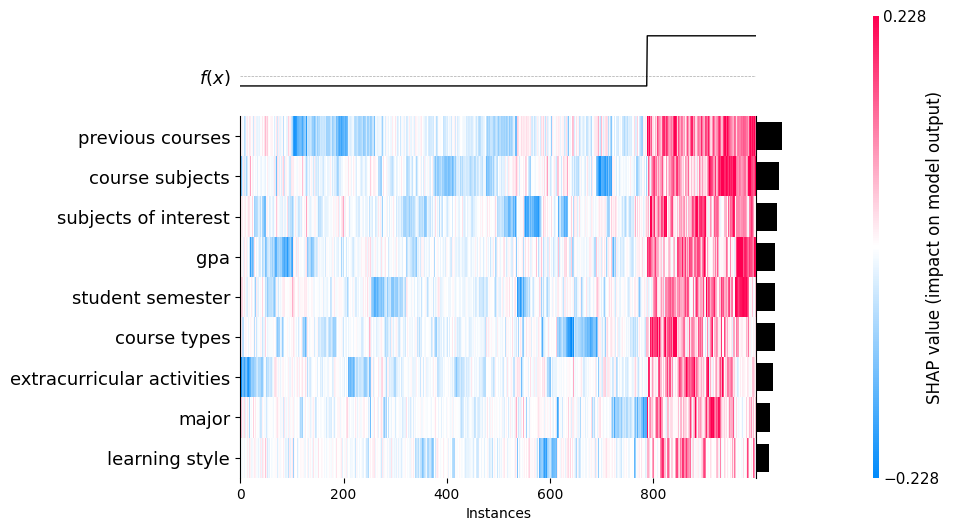 0.228
f(x)
previous courses
course subjects
subjects of interest
gpa
student semester
course types
extracurricular activities
major
learning style
0 200 400 600 800
Instances
SHAP value (impact on model output)
−0.228